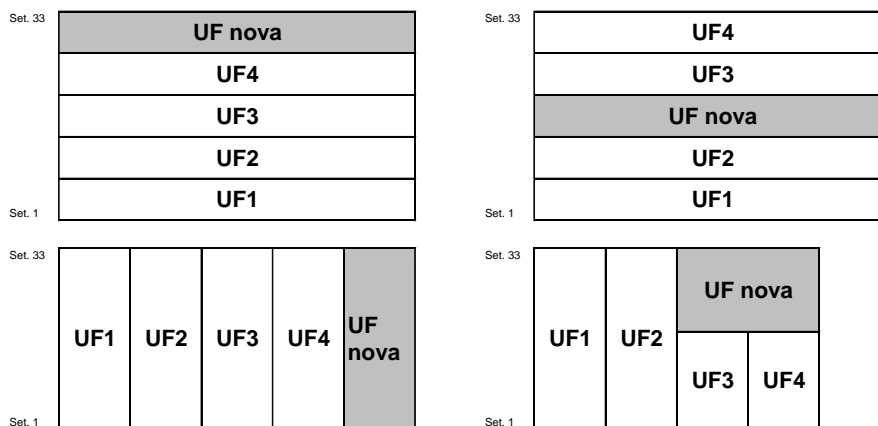 Set. 33
UF nova
UF4
UF3
UF2
UF1
Set. 1
Set. 33
UF4
UF3
UF nova
UF2
UF1
Set. 1
Set. 33
UF1 UF2 UF3 UF4 UF
nova
Set. 1
Set. 33
UF nova
UF1 UF2
UF3 UF4
Set. 1